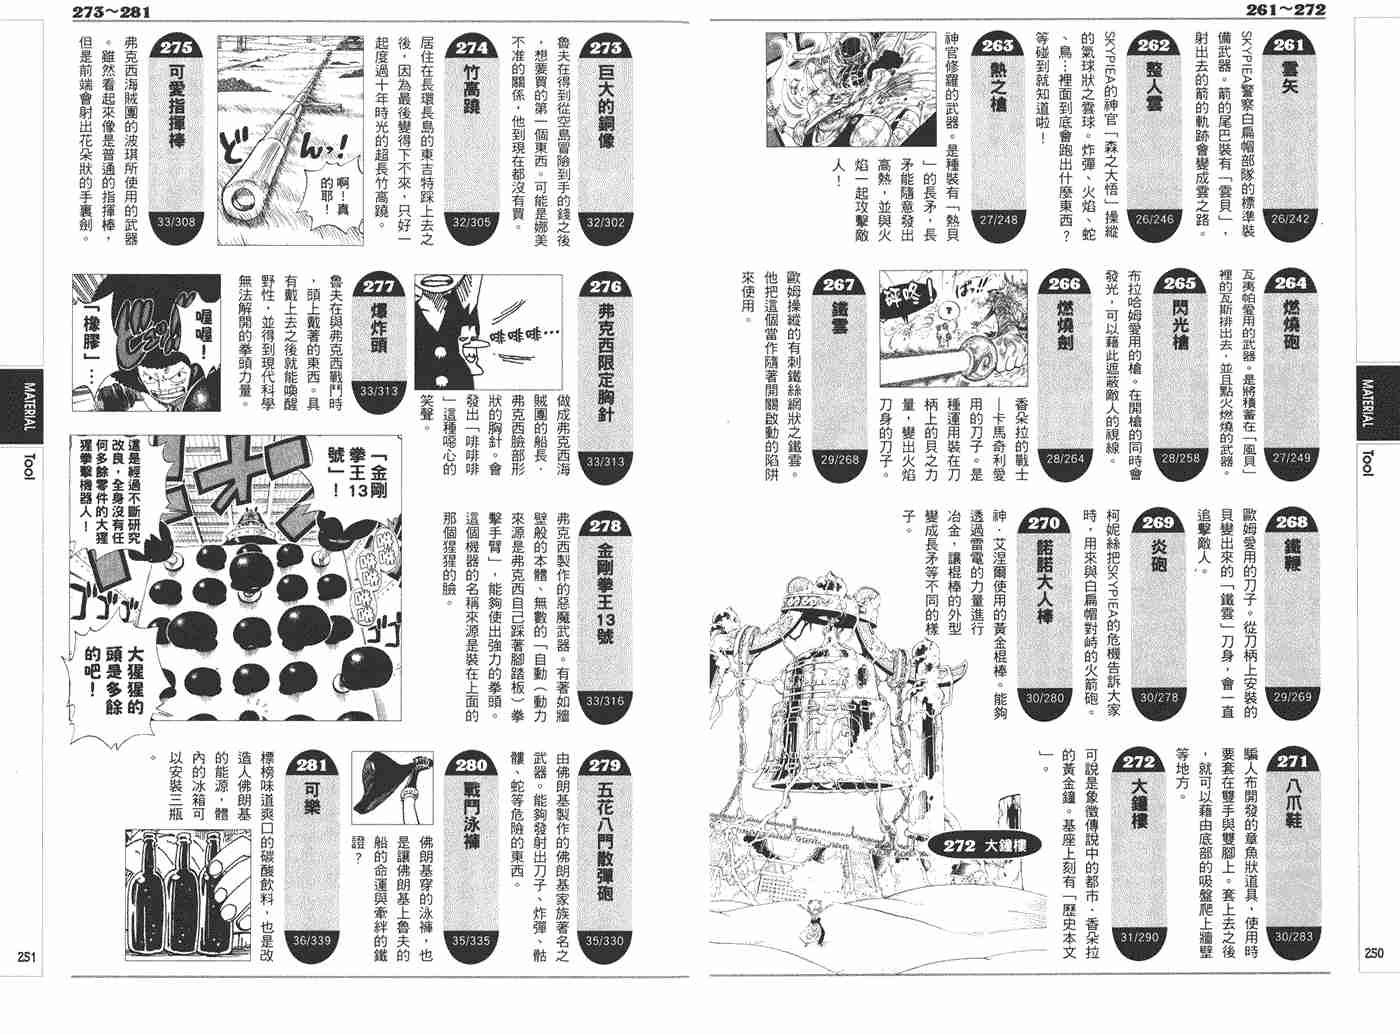 261～272
261
雲矢
26/242
SKYPIEA警察白扁帽部隊的標準裝
備武器。箭的尾巴裝有「雲貝」，
射出去的箭的軌跡會變成雲之路。
262
整人雲
26/246
SKYPIEA的神官「森之大悟」操縱
的氣球狀之雲球。炸彈、火焰、蛇
、鳥…裡面到底會跑出什麼東西？
等碰到就知道啦！
263
熱之槍
27/248
神官修羅的武器。是種裝有「熱貝
」的長矛，長
矛能隨意發出
高熱，並與火
焰一起攻擊敵
人！
264
燃燒砲
27/249
瓦夷帕愛用的武器。是將積蓄在「風貝」
裡的瓦斯排出去，並且點火燃燒的武器。
265
閃光槍
28/258
布拉哈姆愛用的槍。在開槍的同時會
發光，可以藉此遮蔽敵人的視線。
266
燃燒劍
28/264
砰咚！
香朵拉的戰士
—卡馬奇利愛
用的刀子。是
種運用裝在刀
柄上的貝之力
量，變出火焰
刀身的刀子。
267
鐵雲
29/268
歐姆操縱的有刺鐵絲網狀之鐵雲。
他把這個當作隨著開關啟動的陷阱
來使用。
268
鐵鞭
29/269
歐姆愛用的刀子。從刀柄上安裝的
貝變出來的「鐵雲」刀身，會一直
追擊敵人。
269
炎砲
30/278
柯妮絲把SKYPIEA的危機告訴大家
時，用來與白扁帽對峙的火箭砲。
270
諾諾大人棒
30/280
神．艾涅爾使用的黃金棍棒。能夠
透過雷電的力量進行
冶金，讓棍棒的外型
變成長矛等不同的樣
子。
271
八爪鞋
30/283
騙人布開發的章魚狀道具，使用時
要套在雙手與雙腳上。套上去之後
，就可以藉由底部的吸盤爬上牆壁
等地方。
272
大鐘樓
31/290
可說是象徵傳說中的都市．香朵拉
的黃金鐘。基座上刻有「歷史本文
」。
272 大鐘樓
MATERIAL
Tool
250
273～281
273
巨大的銅像
32/302
魯夫在得到從空島冒險到手的錢之後
，想要買的第一個東西。可能是娜美
不准的關係，他到現在都沒有買。
274
竹高蹺
32/305
居住在長環長島的東吉特踩上去之
後，因為最後變得下不來，只好一
起度過十年時光的超長竹高蹺。
啊！真
的耶！
どん…！
275
可愛指揮棒
33/308
弗克西海賊團的波琪所使用的武器
。雖然看起來像是普通的指揮棒，
但是前端會射出花朵狀的手裏劍。
276
弗克西限定胸針
33/313
啡啡啡…
做成弗克西海
賊團的船長．
弗克西臉部形
狀的胸針。會
發出「啡啡啡
」這種噁心的
笑聲。
277
爆炸頭
33/313
魯夫在與弗克西戰鬥時
，頭上戴著的東西。具
有戴上去之後就能喚醒
野性，並得到現代科學
無法解開的拳頭力量。
喔喔！
「橡膠」…
278
金剛拳王13號
33/316
弗克西製作的惡魔武器。有著如牆
壁般的本體、無數的「自動（動力
來源是弗克西自己踩著腳踏板）拳
擊手臂」，能夠使出強力的拳頭。
這個機器的名稱來源是裝在上面的
那個猩猩的臉。
「金剛
拳王13
號」！
這是經過不斷研究
改良，全身沒有任
何多餘零件的大猩
猩拳擊機器人！
咻咻咻
咻咻咻
大猩猩的
頭是多餘
的吧！
279
五花八門散彈砲
35/330
由佛朗基製作的佛朗基家族著名之
武器。能夠發射出刀子、炸彈、骷
髏、蛇等危險的東西。
280
戰鬥泳褲
35/335
佛朗基穿的泳褲，也
是讓佛朗基上魯夫的
船的命運與牽絆的鐵
證？
281
可樂
36/339
標榜味道爽口的碳酸飲料，也是改
造人佛朗基
的能源，體
內的冰箱可
以安裝三瓶
。
MATERIAL
Tool
251